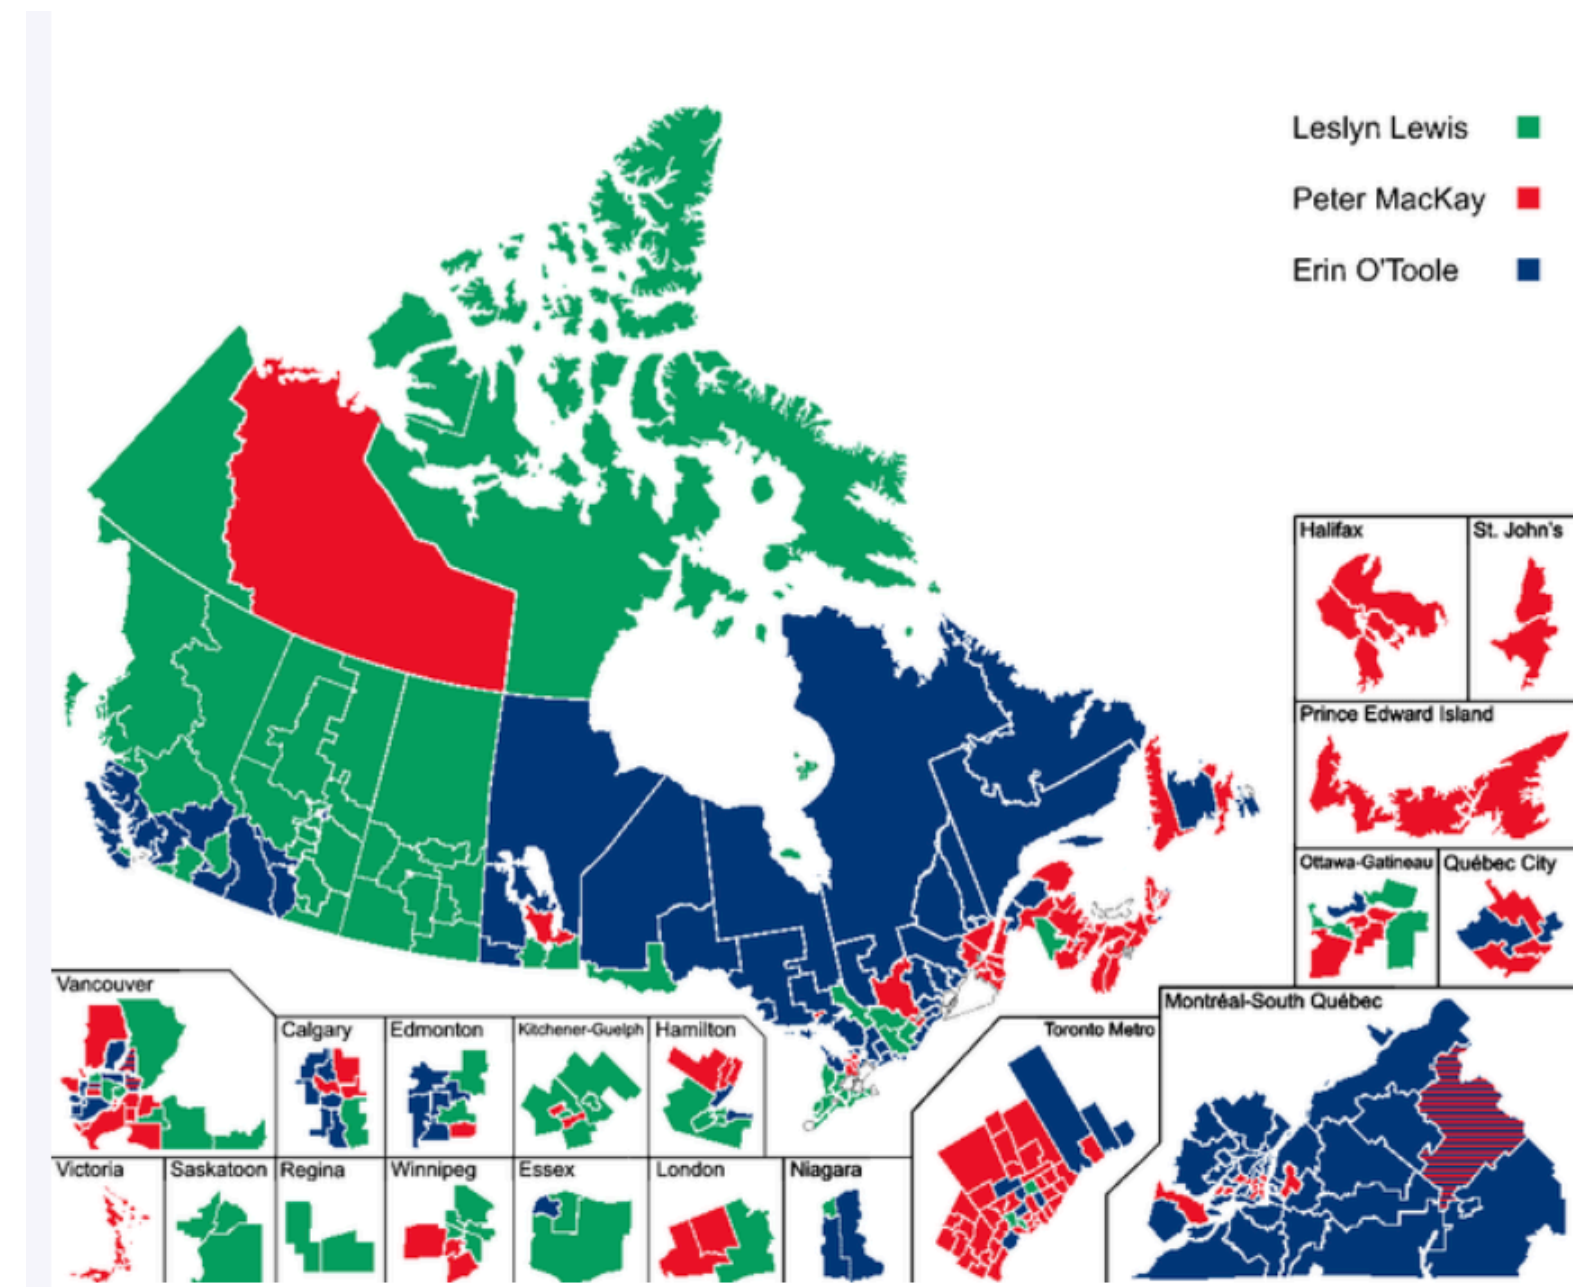 Leslyn Lewis
Peter MacKay
Erin O'Toole
Halifax
St. John's
Prince Edward Island
Ottawa-Gatineau
Québec City
Vancouver
Montréal-South Québec
Calgary
Edmonton
Kitchener-Guelph
Hamilton
Toronto Metro
Victoria
Saskatoon
Regina
Winnipeg
Essex
London
Niagara